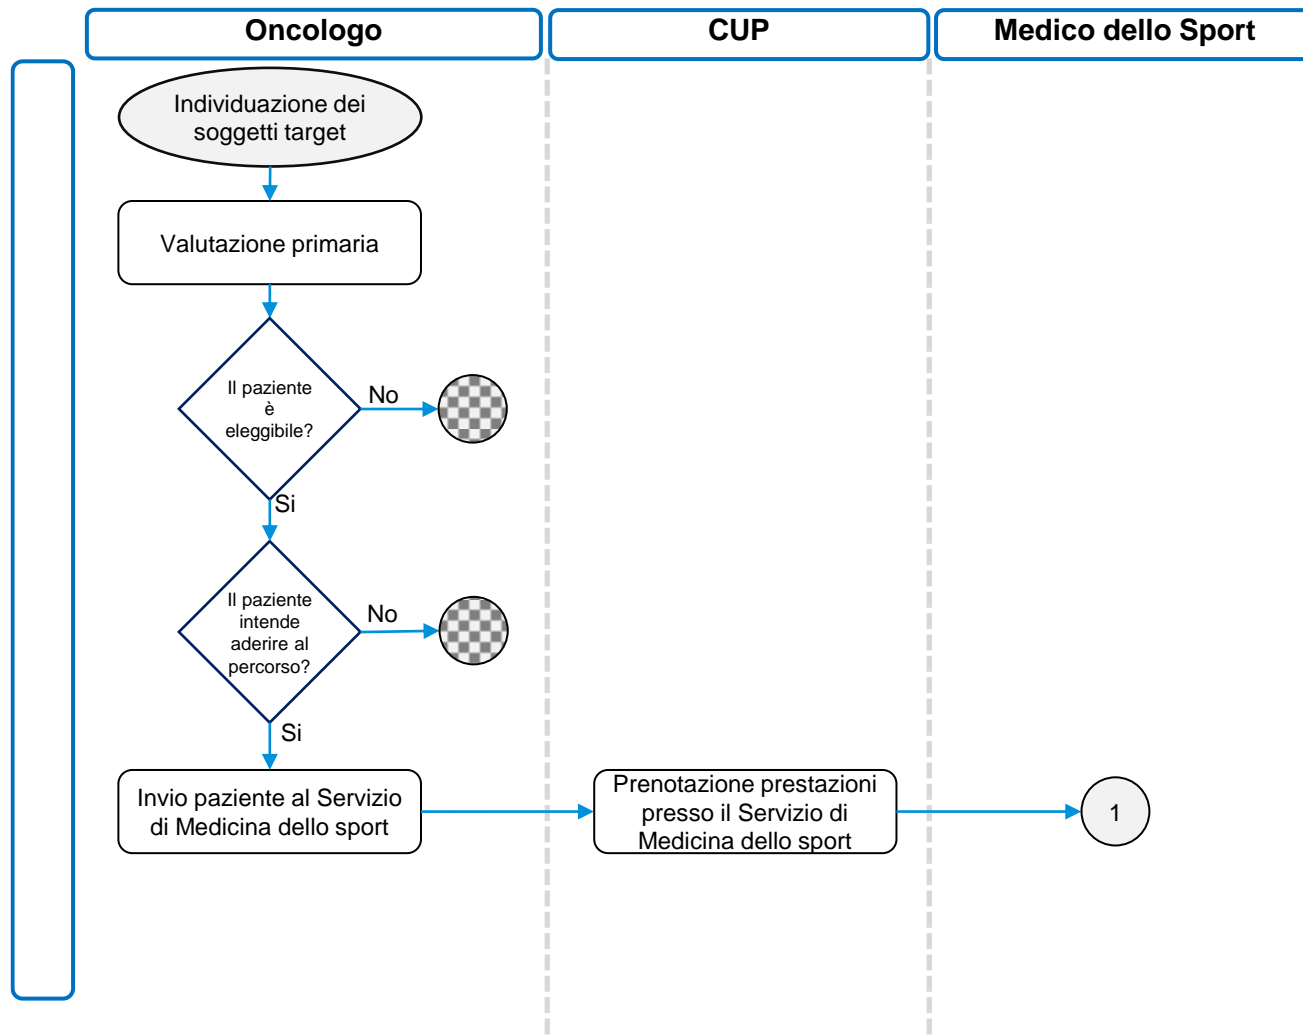 Oncologo
CUP
Medico dello Sport
Individuazione dei
soggetti target
Valutazione primaria
Il paziente
è
eleggibile?
No
Si
Il paziente
intende
aderire al
percorso?
No
Si
Invio paziente al Servizio
di Medicina dello sport
Prenotazione prestazioni
presso il Servizio di
Medicina dello sport
1